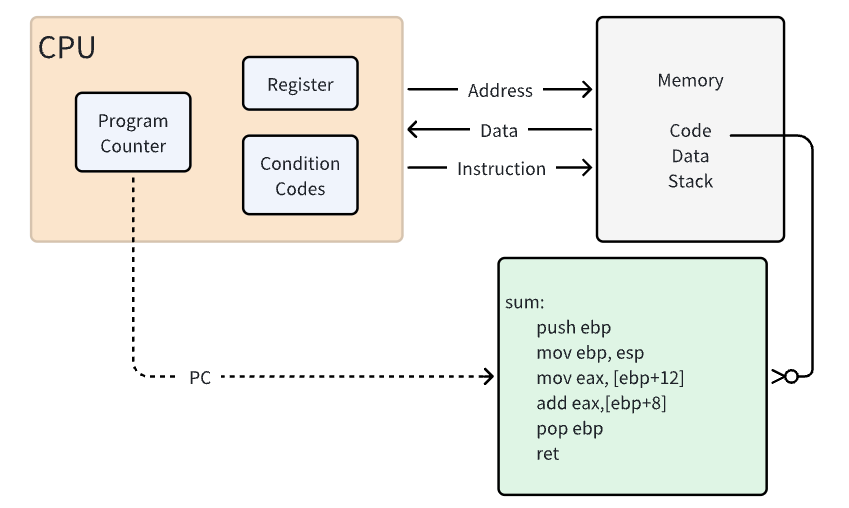 CPU
Program
Counter
Register
Condition
Codes
Address
Data
Instruction
Memory
Code
Data
Stack
PC
sum:
push ebp
mov ebp, esp
mov eax, [ebp+12]
add eax,[ebp+8]
pop ebp
ret